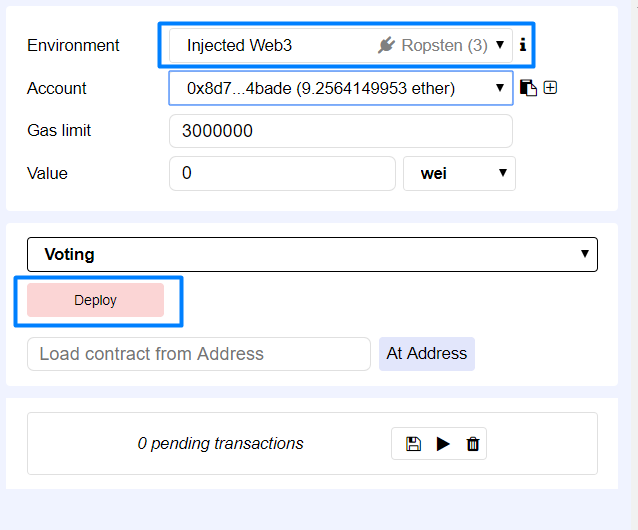 Environment Injected Web3 Ropsten (3)
Account 0x8d7...4bade (9.2564149953 ether)
Gas limit 3000000
Value 0 wei
Voting
Deploy
Load contract from Address At Address
0 pending transactions